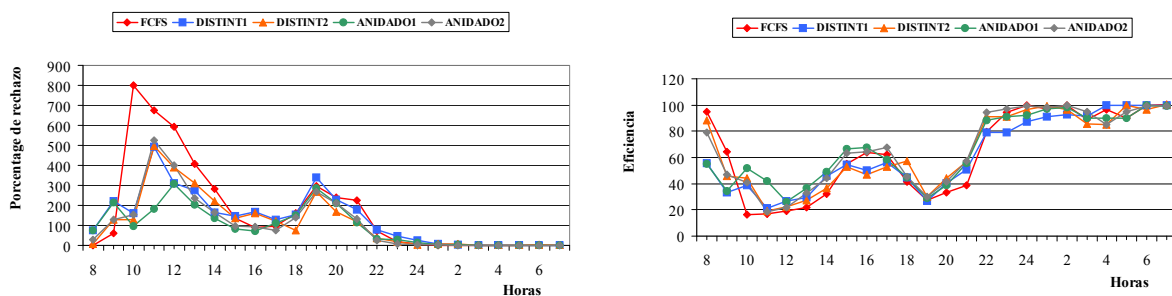 FCFS DISTINT1 DISTINT2 ANIDADO1 ANIDADO2
Porcentage de rechazo
900
800
700
600
500
400
300
200
100
0
8 10 12 14 16 18 20 22 24 2 4 6
Horas
FCFS DISTINT1 DISTINT2 ANIDADO1 ANIDADO2
Eficiencia
120
100
80
60
40
20
0
8 10 12 14 16 18 20 22 24 2 4 6
Horas